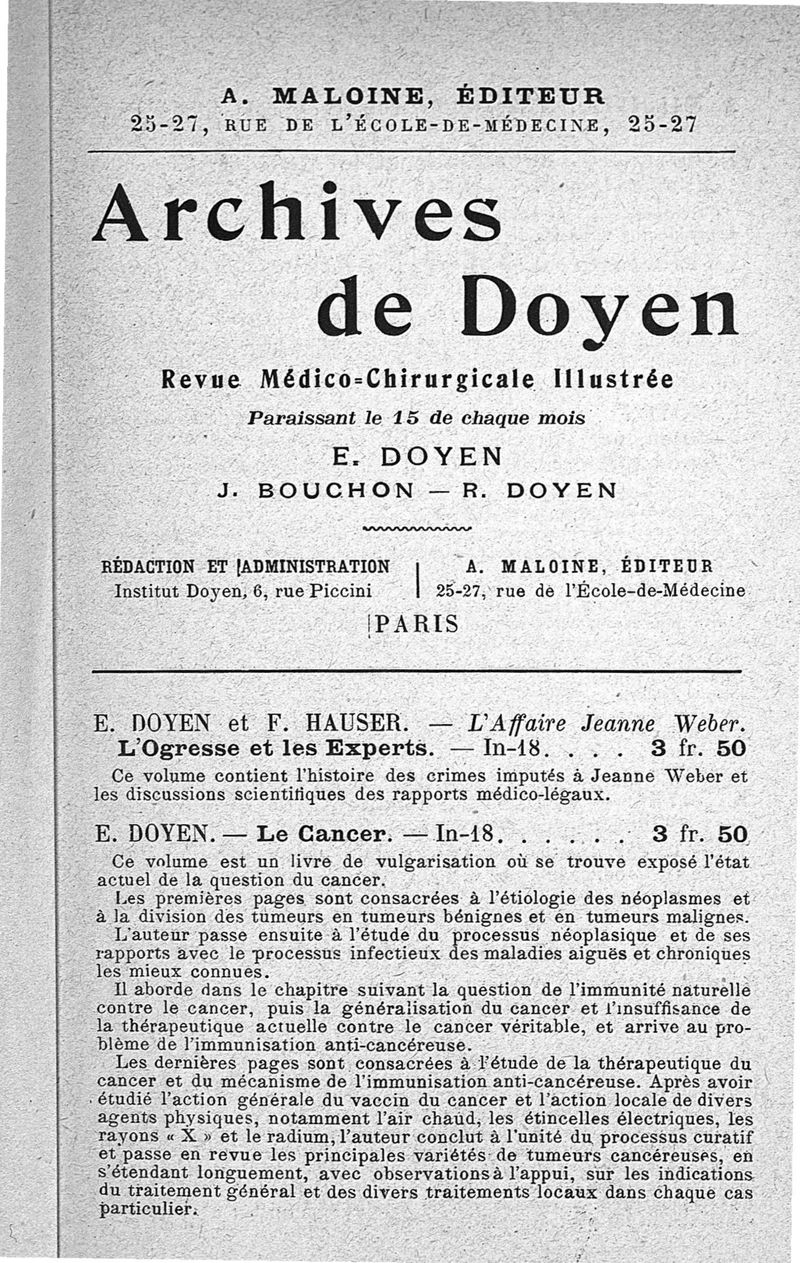 A. MALOINE, ÉDITEUR
25-27, RUE DE L'ÉCOLE-DE-MÉDECINE, 25-27
Archives
de Doyen
Revue Médico=Chirurgicale Illustrée
Paraissant le 15 de chaque mois
E. DOYEN
J. BOUCHON — R. DOYEN
RÉDACTION ET ADMINISTRATION
Institut Doyen, 6, rue Piccini
A. MALOINE, ÉDITEUR
25-27, rue de l'École-de-Médecine
PARIS
E. DOYEN et F. HAUSER. — L'Affaire Jeanne Weber.
L'Ogresse et les Experts. — In-18. . . . 3 fr. 50
Ce volume contient l'histoire des crimes imputés à Jeanne Weber et
les discussions scientifiques des rapports médico-légaux.
E. DOYEN. — Le Cancer. — In-18. . . . . . 3 fr. 50
Ce volume est un livre de vulgarisation où se trouve exposé l'état
actuel de la question du cancer.
Les premières pages sont consacrées à l'étiologie des néoplasmes et
à la division des tumeurs en tumeurs bénignes et en tumeurs malignes.
L'auteur passe ensuite à l'étude du processus néoplasique et de ses
rapports avec le processus infectieux des maladies aiguës et chroniques
les mieux connues.
Il aborde dans le chapitre suivant la question de l'immunité naturelle
contre le cancer, puis la généralisation du cancer et l'insuffisance de
la thérapeutique actuelle contre le cancer véritable, et arrive au pro-
blème de l'immunisation anti-cancéreuse.
Les dernières pages sont consacrées à l'étude de la thérapeutique du
cancer et du mécanisme de l'immunisation anti-cancéreuse. Après avoir
étudié l'action générale du vaccin du cancer et l'action locale de divers
agents physiques, notamment l'air chaud, les étincelles électriques, les
rayons « X » et le radium, l'auteur conclut à l'unité du processus curatif
et passe en revue les principales variétés de tumeurs cancéreuses, en
s'étendant longuement, avec observations à l'appui, sur les indications
du traitement général et des divers traitements locaux dans chaque cas
particulier.